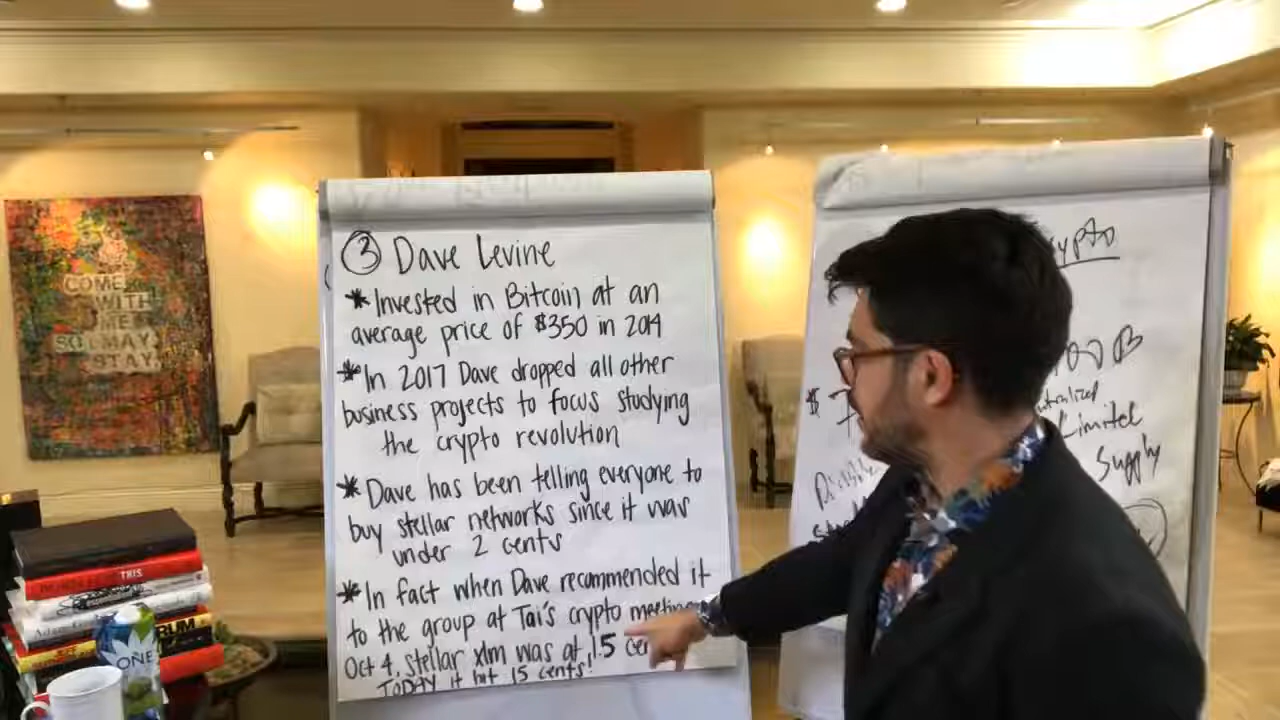 COME
WITH
ME
SO I MAY
STAY
③ Dave Levine
* Invested in Bitcoin at an
average price of $350 in 2014
* In 2017 Dave dropped all other
business projects to focus studying
the crypto revolution
* Dave has been telling everyone to
buy stellar networks since it was
under 2 cents
* In fact when Dave recommended it
to the group at Tai's crypto meeting
Oct 4, stellar xlm was at 1.5
TODAY it hit 15 cents!
$
Limited
Supply
THIS
ONE